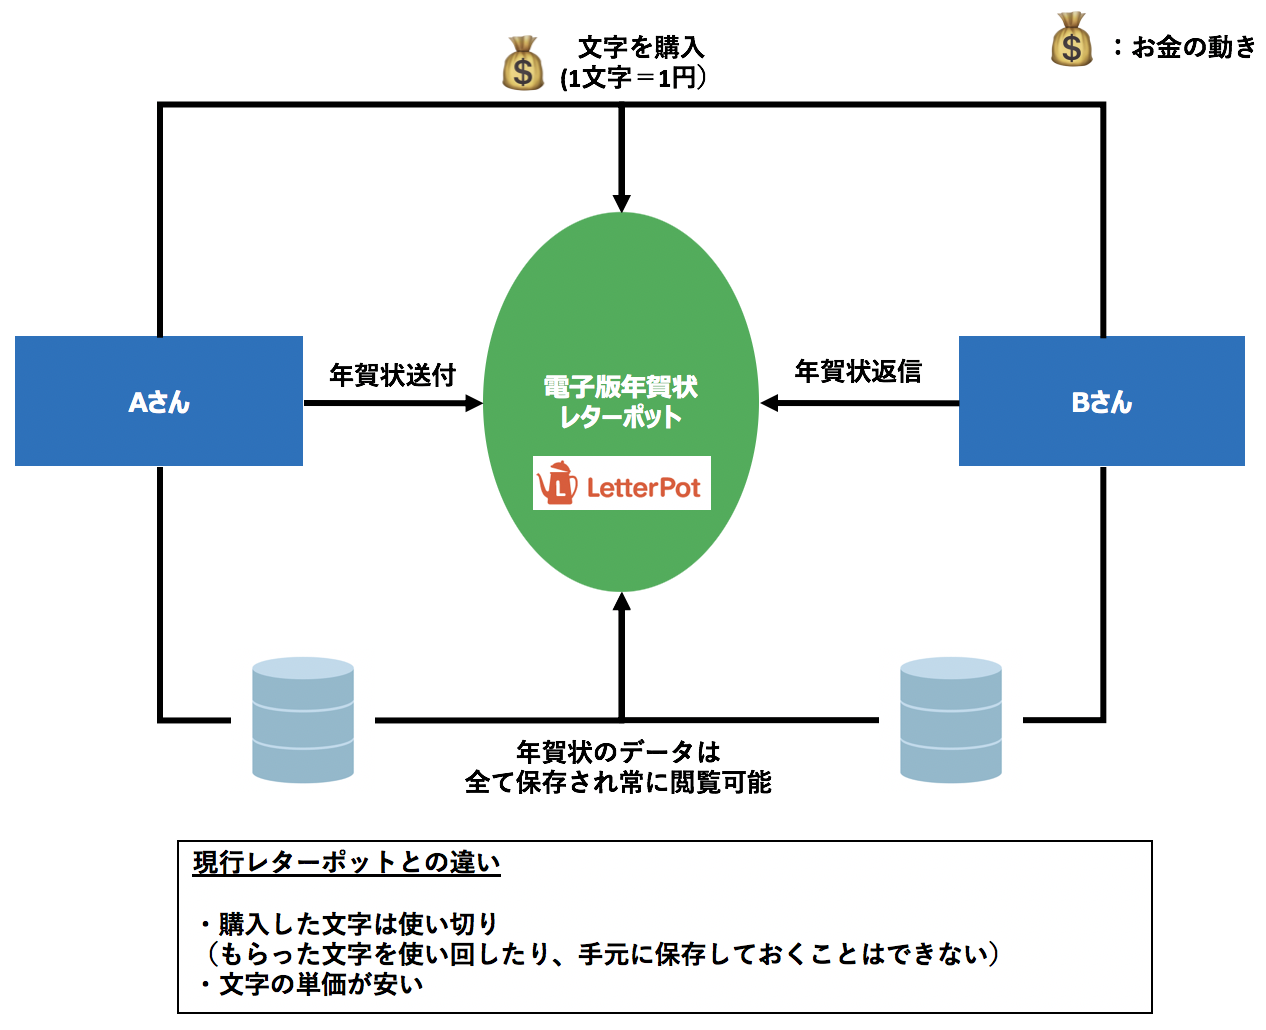 文字を購入
(1文字＝1円）
：お金の動き
Aさん
年賀状送付
電子版年賀状
レターポット
LetterPot
年賀状返信
Bさん
年賀状のデータは
全て保存され常に閲覧可能
現行レターポットとの違い
・購入した文字は使い切り
（もらった文字を使い回したり、手元に保存しておくことはできない）
・文字の単価が安い